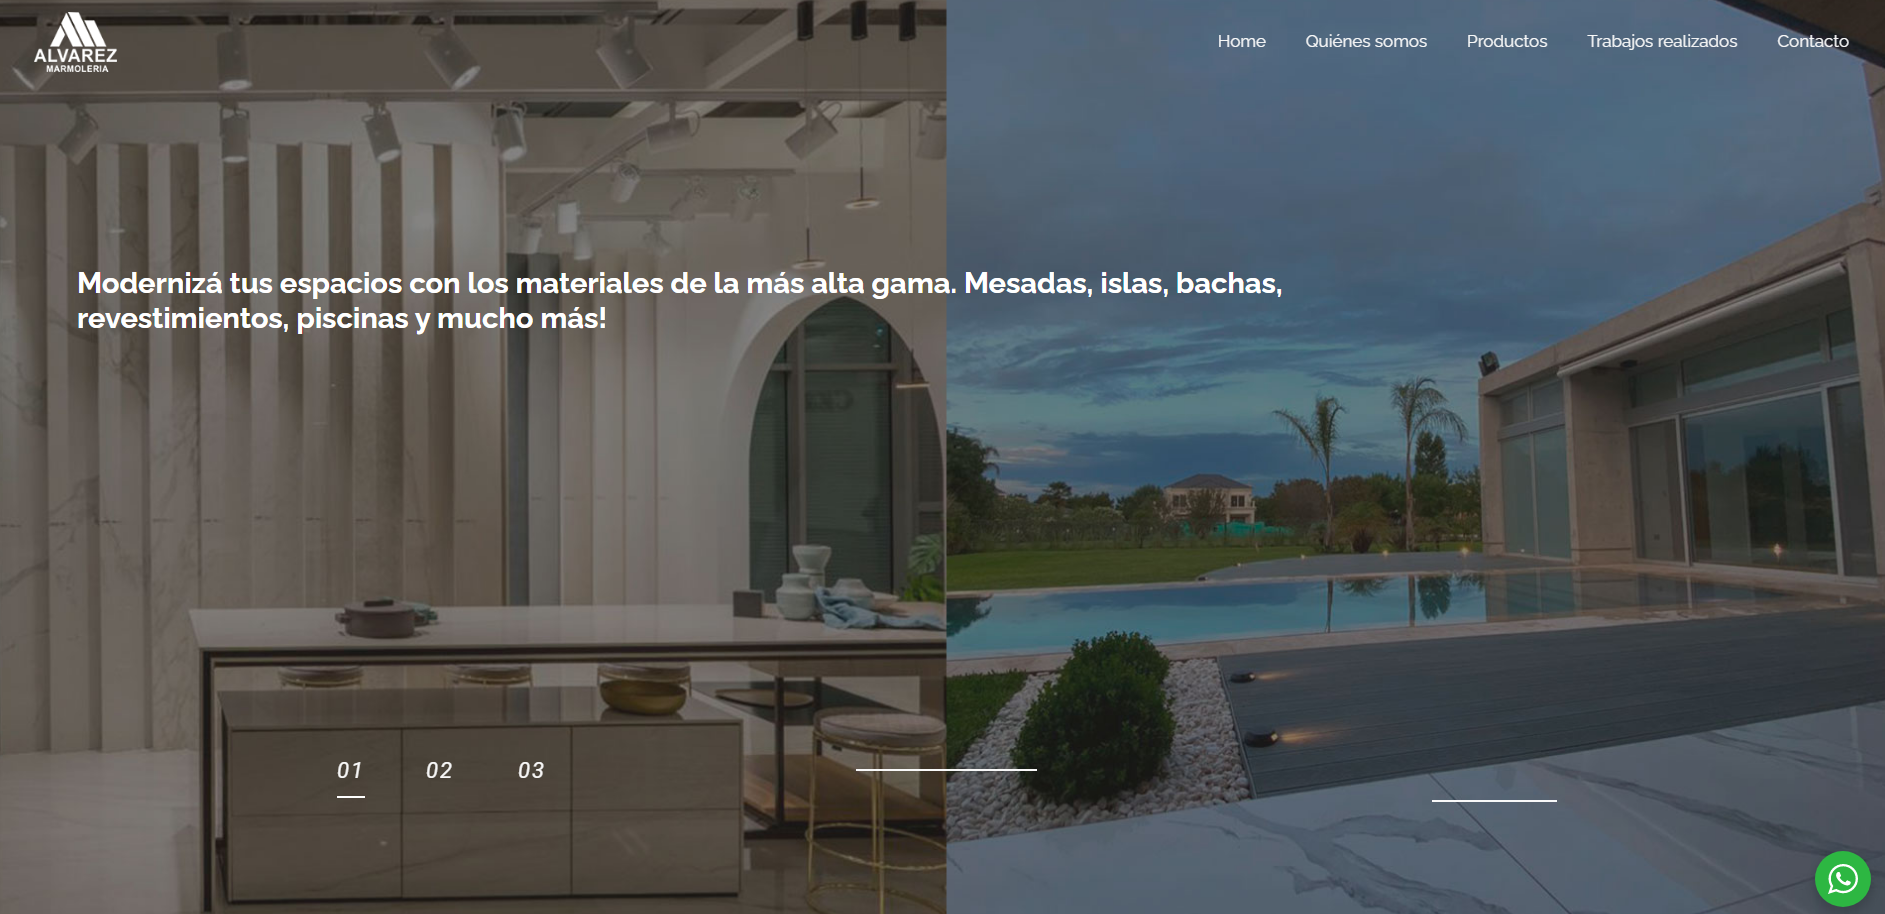 ALVAREZ
MARMOLERIA
Home
Quiénes somos
Productos
Trabajos realizados
Contacto
Modernizá tus espacios con los materiales de la más alta gama. Mesadas, islas, bachas,
revestimientos, piscinas y mucho más!
01
02
03